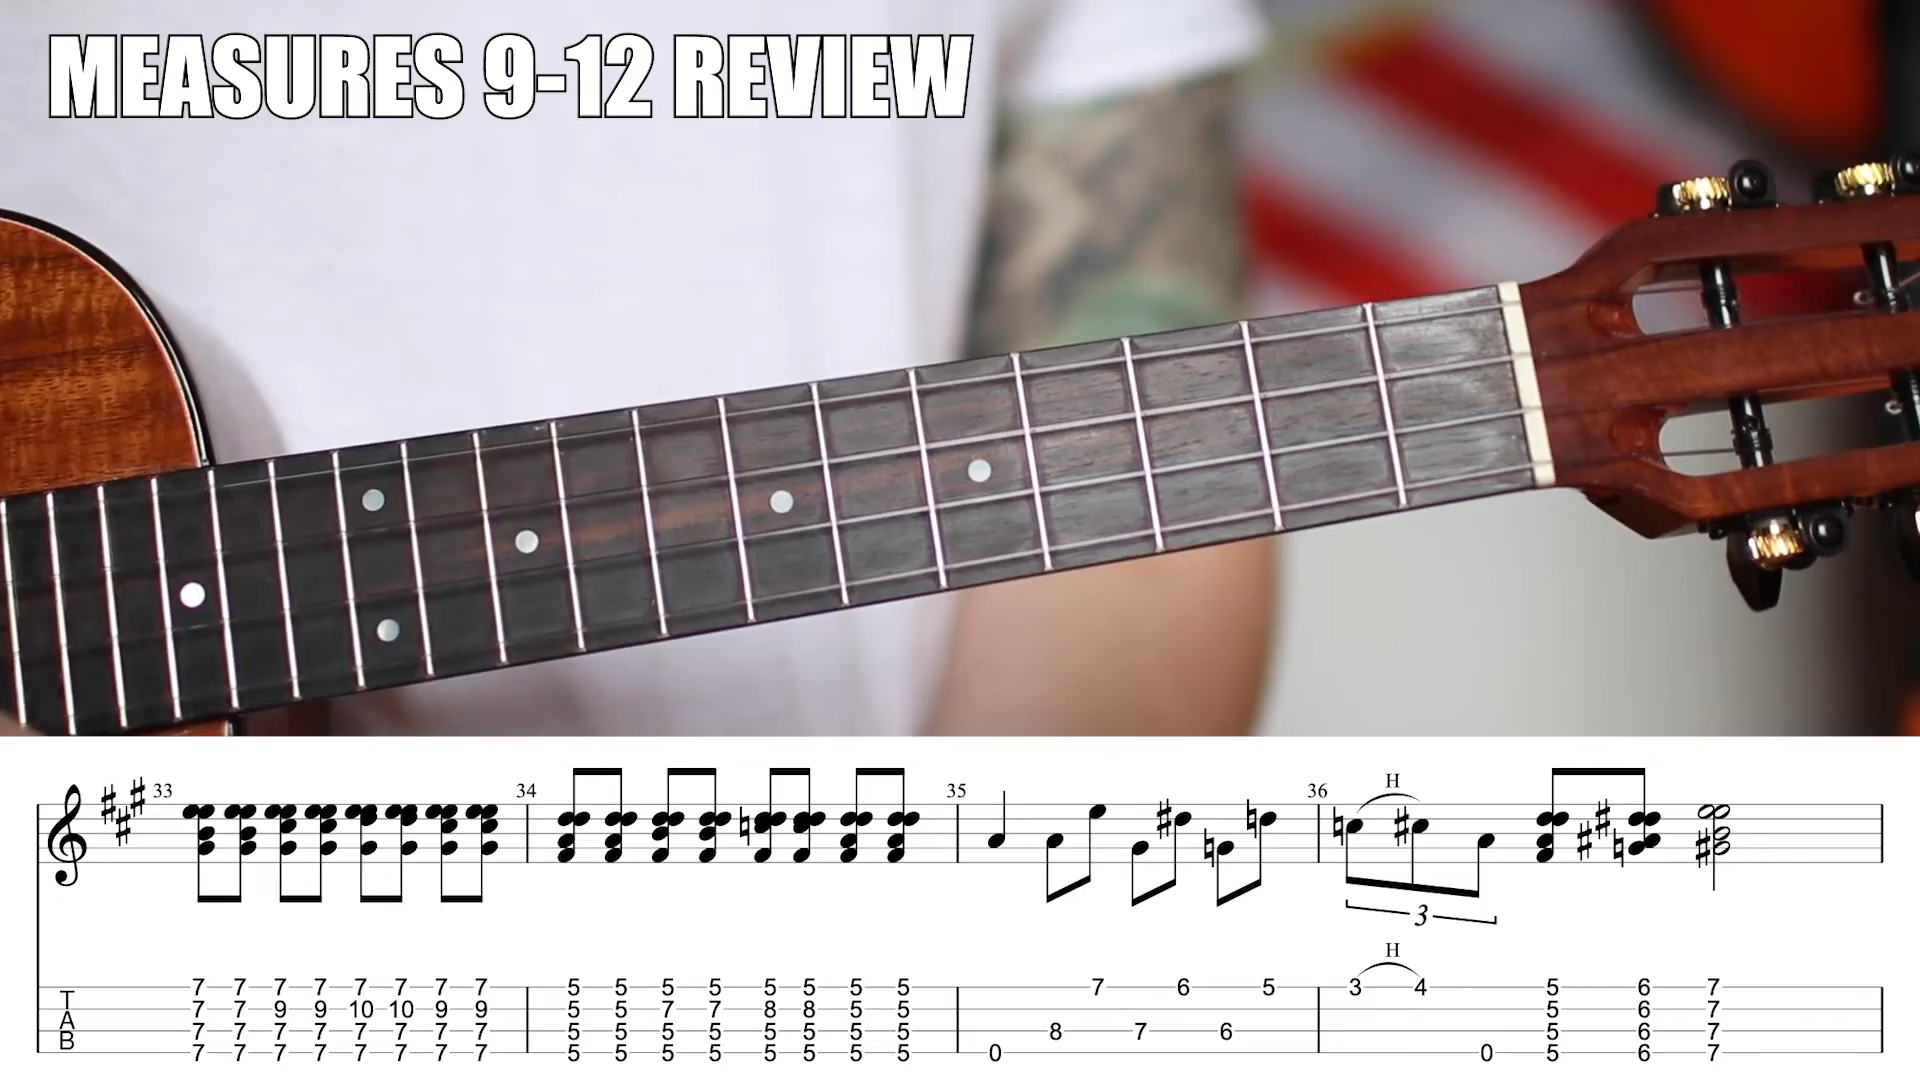 MEASURES 9-12 REVIEW
33 34 35 36
H
3
H
7 7 7 7 7 7 7 7 5 5 5 5 5 5 5 5 7 6 5 3 4 5 6 7
T 7 7 9 9 10 10 9 9 5 5 7 7 8 8 5 5 5 6 7
A 7 7 7 7 7 7 7 7 5 5 5 5 5 5 5 5 8 7 6 5 6 7
B 7 7 7 7 7 7 7 7 5 5 5 5 5 5 5 5 0 0 5 6 7